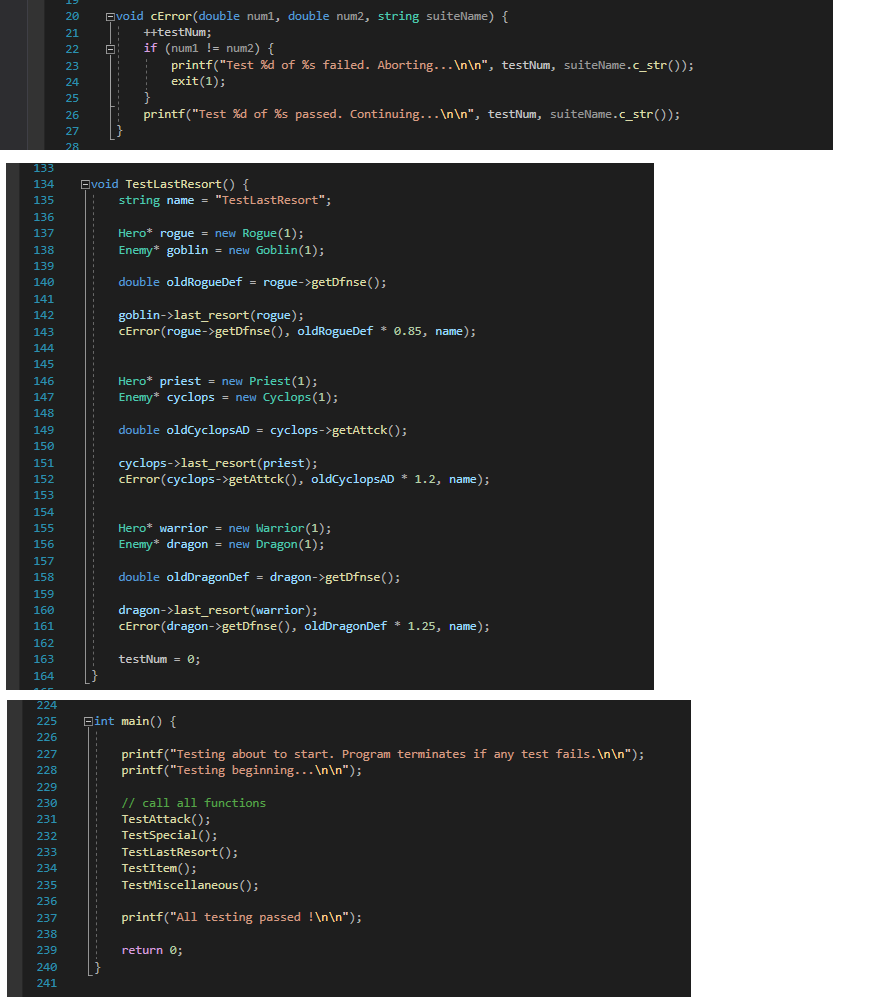 19
20 void cError(double num1, double num2, string suiteName) {
21 ++testNum;
22 if (num1 != num2) {
23 printf("Test %d of %s failed. Aborting...\n\n", testNum, suiteName.c_str());
24 exit(1);
25 }
26 printf("Test %d of %s passed. Continuing...\n\n", testNum, suiteName.c_str());
27 }
28
133
134 void TestLastResort() {
135 string name = "TestLastResort";
136
137 Hero* rogue = new Rogue(1);
138 Enemy* goblin = new Goblin(1);
139
140 double oldRogueDef = rogue->getDfnse();
141
142 goblin->last_resort(rogue);
143 cError(rogue->getDfnse(), oldRogueDef * 0.85, name);
144
145
146 Hero* priest = new Priest(1);
147 Enemy* cyclops = new Cyclops(1);
148
149 double oldCyclopsAD = cyclops->getAttck();
150
151 cyclops->last_resort(priest);
152 cError(cyclops->getAttck(), oldCyclopsAD * 1.2, name);
153
154
155 Hero* warrior = new Warrior(1);
156 Enemy* dragon = new Dragon(1);
157
158 double oldDragonDef = dragon->getDfnse();
159
160 dragon->last_resort(warrior);
161 cError(dragon->getDfnse(), oldDragonDef * 1.25, name);
162
163 testNum = 0;
164 }
165
224
225 int main() {
226
227 printf("Testing about to start. Program terminates if any test fails.\n\n");
228 printf("Testing beginning...\n\n");
229
230 // call all functions
231 TestAttack();
232 TestSpecial();
233 TestLastResort();
234 TestItem();
235 TestMiscellaneous();
236
237 printf("All testing passed !\n\n");
238
239 return 0;
240 }
241